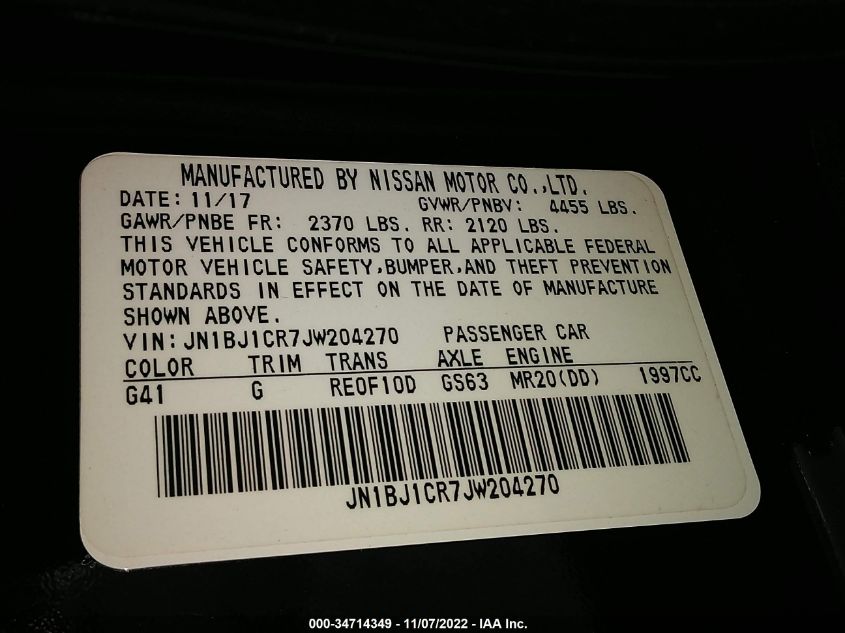 MANUFACTURED BY NISSAN MOTOR CO.,LTD.
DATE: 11/17 GVWR/PNBV: 4455 LBS.
GAWR/PNBE FR: 2370 LBS. RR: 2120 LBS.
THIS VEHICLE CONFORMS TO ALL APPLICABLE FEDERAL
MOTOR VEHICLE SAFETY,BUMPER,AND THEFT PREVENTION
STANDARDS IN EFFECT ON THE DATE OF MANUFACTURE
SHOWN ABOVE.
VIN: JN1BJ1CR7JW204270 PASSENGER CAR
COLOR TRIM TRANS AXLE ENGINE
G41 G RE0F10D GS63 MR20(DD) 1997CC
JN1BJ1CR7JW204270
000-34714349 - 11/07/2022 - IAA Inc.